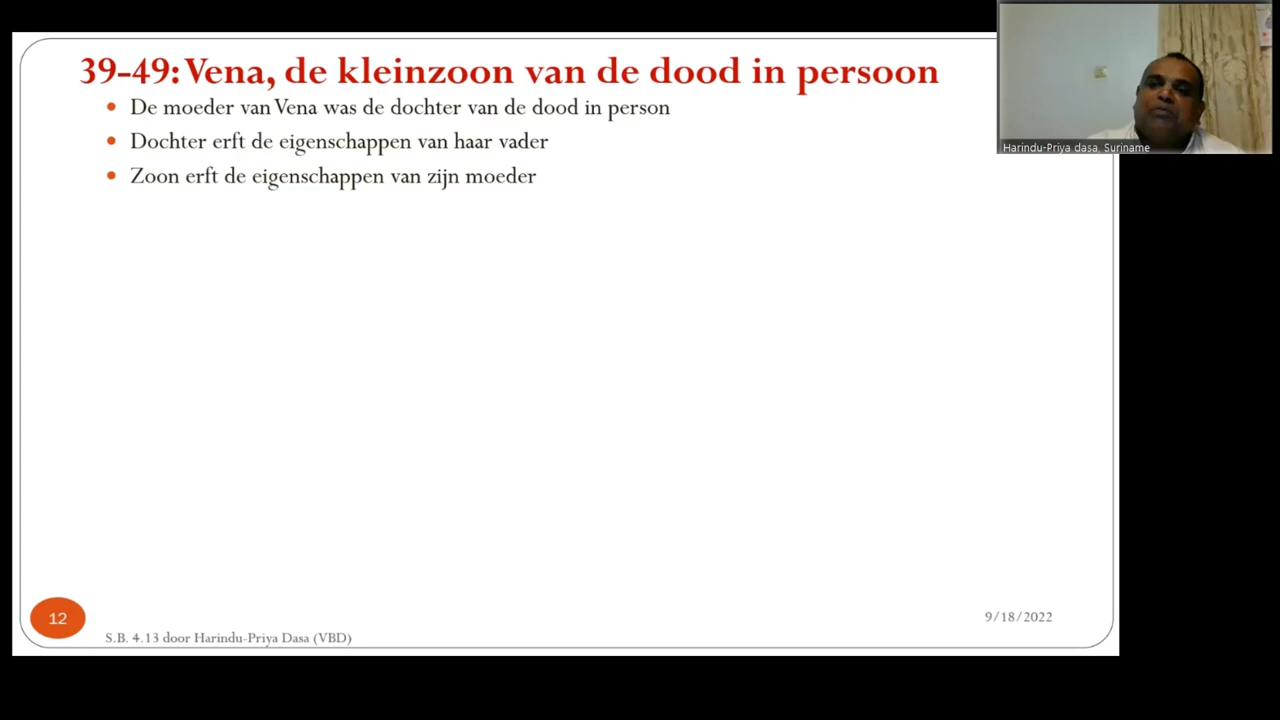 39-49: Vena, de kleinzoon van de dood in persoon
De moeder van Vena was de dochter van de dood in person
Dochter erft de eigenschappen van haar vader
Zoon erft de eigenschappen van zijn moeder
Harindu-Priya dasa, Suriname
12
9/18/2022
S.B. 4.13 door Harindu-Priya Dasa (VBD)